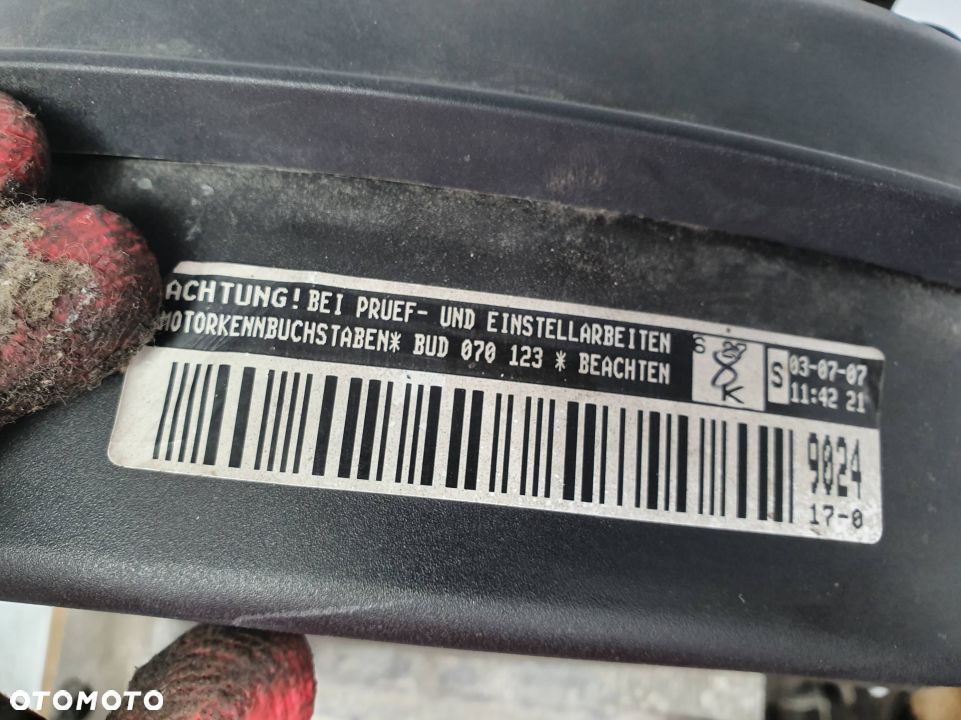 ACHTUNG! BEI PRUEF- UND EINSTELLARBEITEN
MOTORKENNBUCHSTABEN* BUD 070 123 * BEACHTEN
S 27
K
S
03-07-07
11:42 21
9024
17-0
OTOMOTO